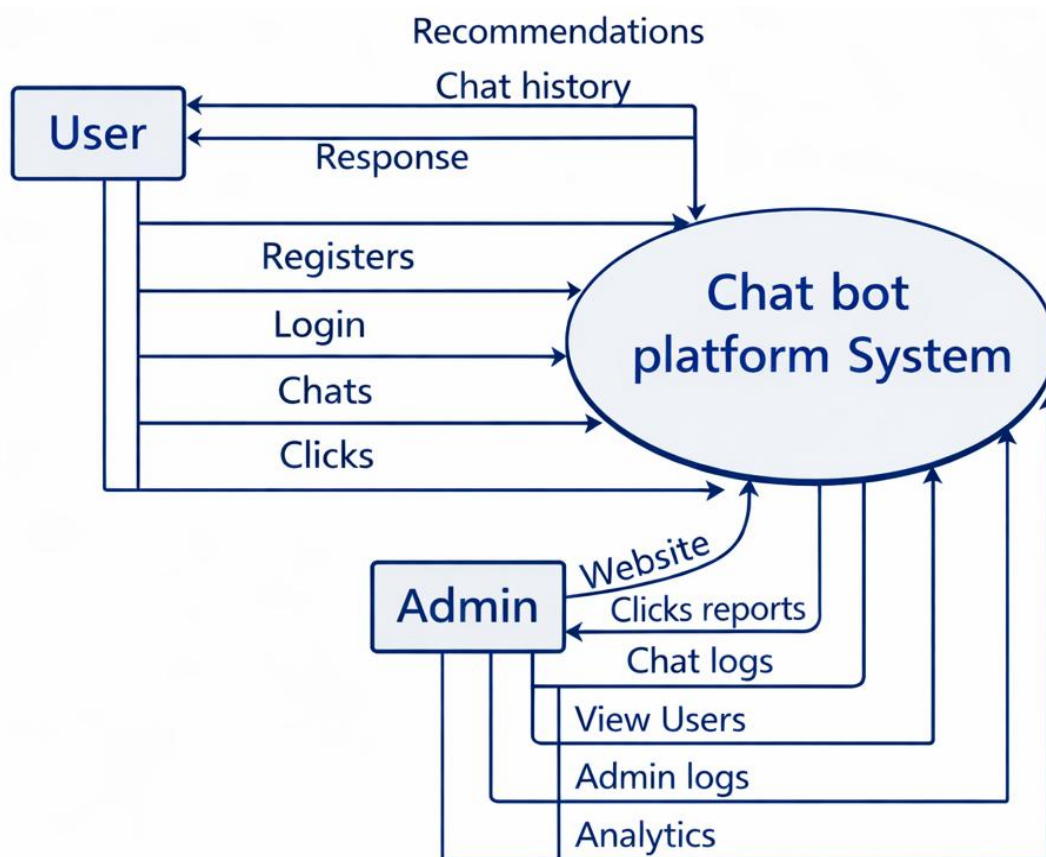 Recommendations
Chat history
User
Response
Registers
Chat bot
platform System
Login
Chats
Clicks
Website
Admin
Clicks reports
Chat logs
View Users
Admin logs
Analytics